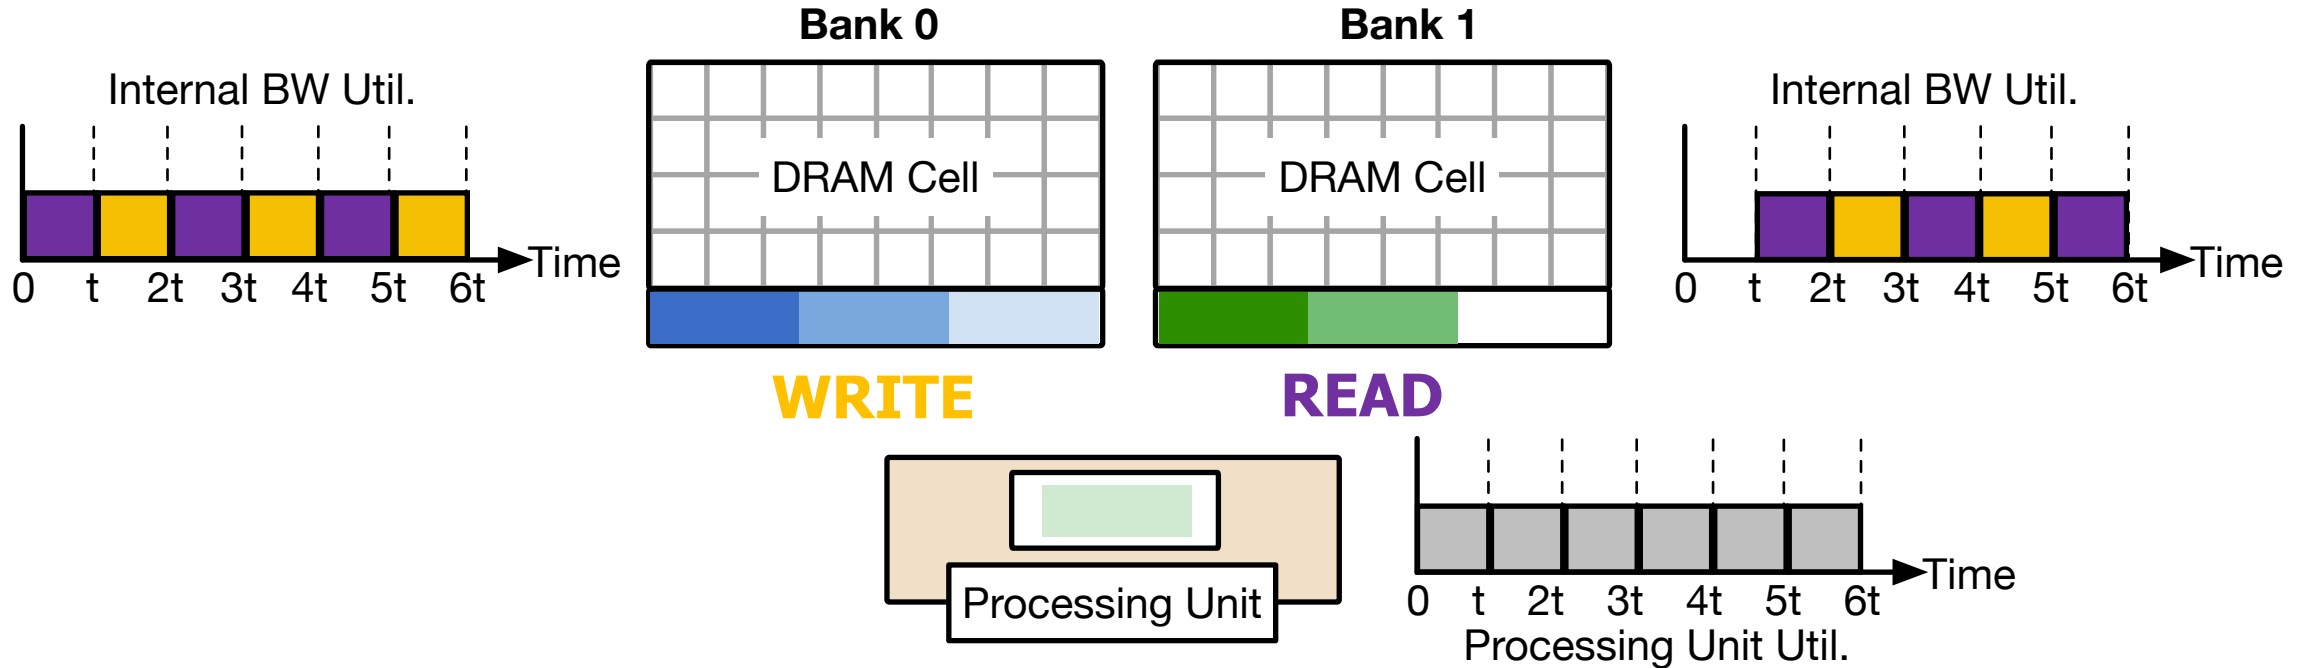 Bank 0
Bank 1
Internal BW Util.
Internal BW Util.
DRAM Cell
DRAM Cell
Time
0 t 2t 3t 4t 5t 6t
Time
0 t 2t 3t 4t 5t 6t
WRITE
READ
Processing Unit
Time
0 t 2t 3t 4t 5t 6t
Processing Unit Util.